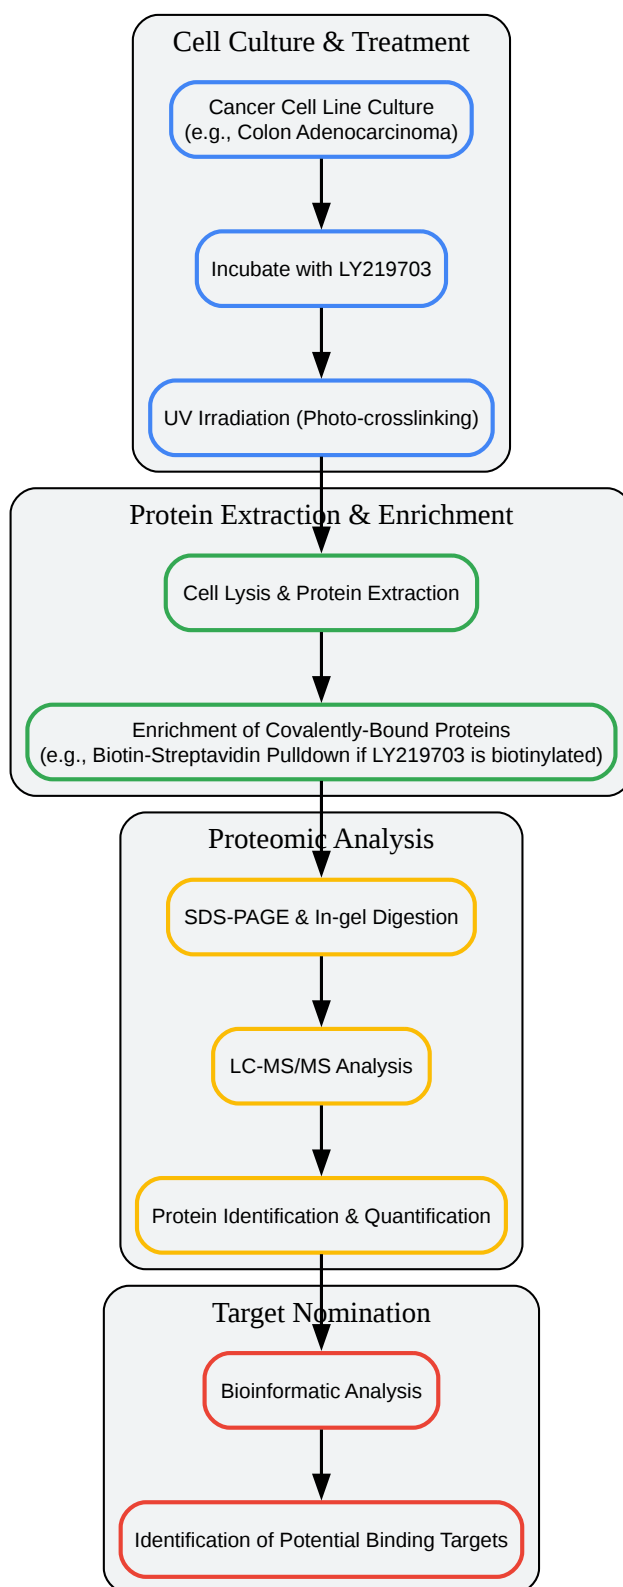 Cell Culture & Treatment
Cancer Cell Line Culture
(e.g., Colon Adenocarcinoma)
Incubate with LY219703
UV Irradiation (Photo-crosslinking)
Protein Extraction & Enrichment
Cell Lysis & Protein Extraction
Enrichment of Covalently-Bound Proteins
(e.g., Biotin-Streptavidin Pulldown if LY219703 is biotinylated)
Proteomic Analysis
SDS-PAGE & In-gel Digestion
LC-MS/MS Analysis
Protein Identification & Quantification
Target Nomination
Bioinformatic Analysis
Identification of Potential Binding Targets